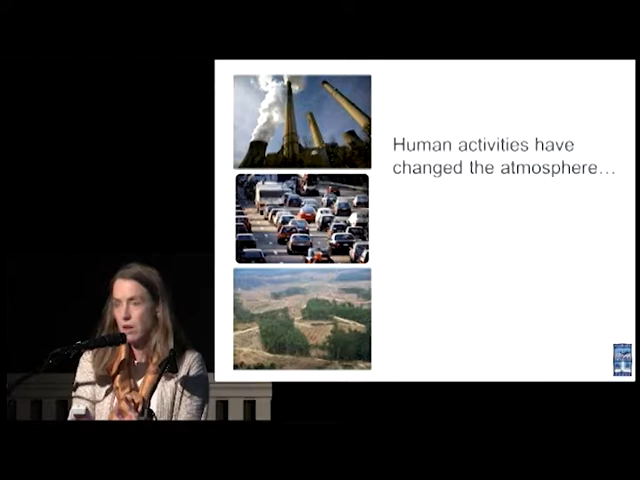 Human activities have
changed the atmosphere…